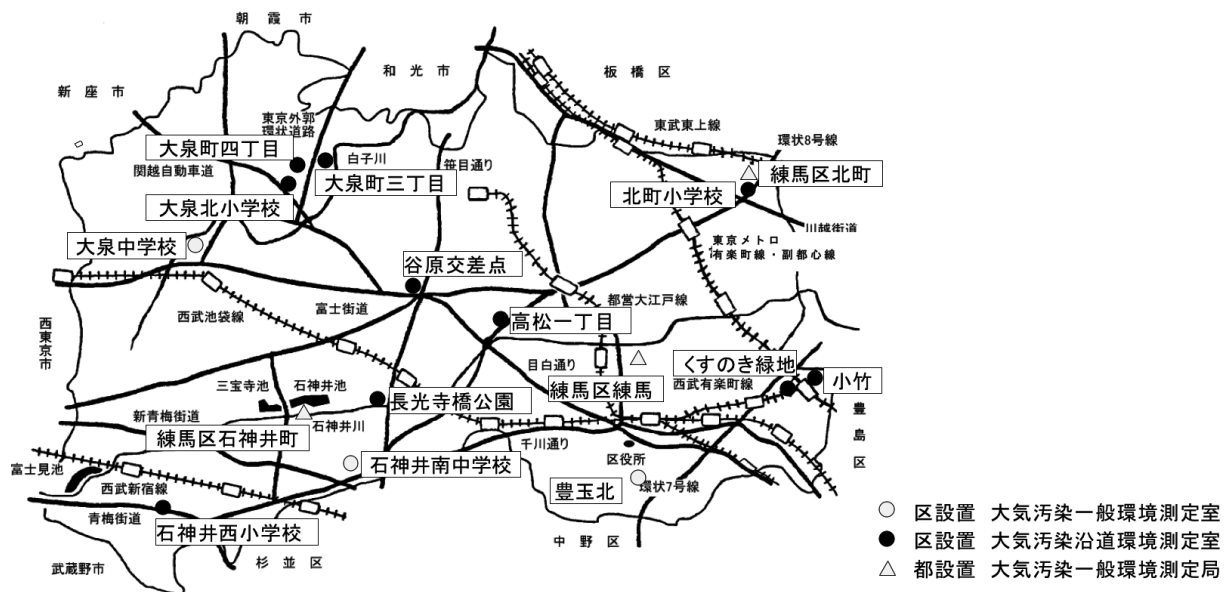 朝霞市
和光市
板橋区
新座市
東京外郭
環状道路
東武東上線
環状8号線
大泉町四丁目
白子川
笹目通り
関越自動車道
大泉町三丁目
練馬区北町
北町小学校
大泉北小学校
川越街道
大泉中学校
東京メトロ
有楽町線・副都心線
谷原交差点
富士街道
都営大江戸線
西武池袋線
高松一丁目
西東京市
目白通り
くすのき緑地
小竹
練馬区練馬
西武有楽町線
三宝寺池
石神井池
長光寺橋公園
豊島区
新青梅街道
石神井川
練馬区石神井町
千川通り
区役所
富士見池
石神井南中学校
西武新宿線
豊玉北
環状7号線
青梅街道
石神井西小学校
中野区
杉並区
武蔵野市
○ 区設置 大気汚染一般環境測定室
● 区設置 大気汚染沿道環境測定室
△ 都設置 大気汚染一般環境測定局